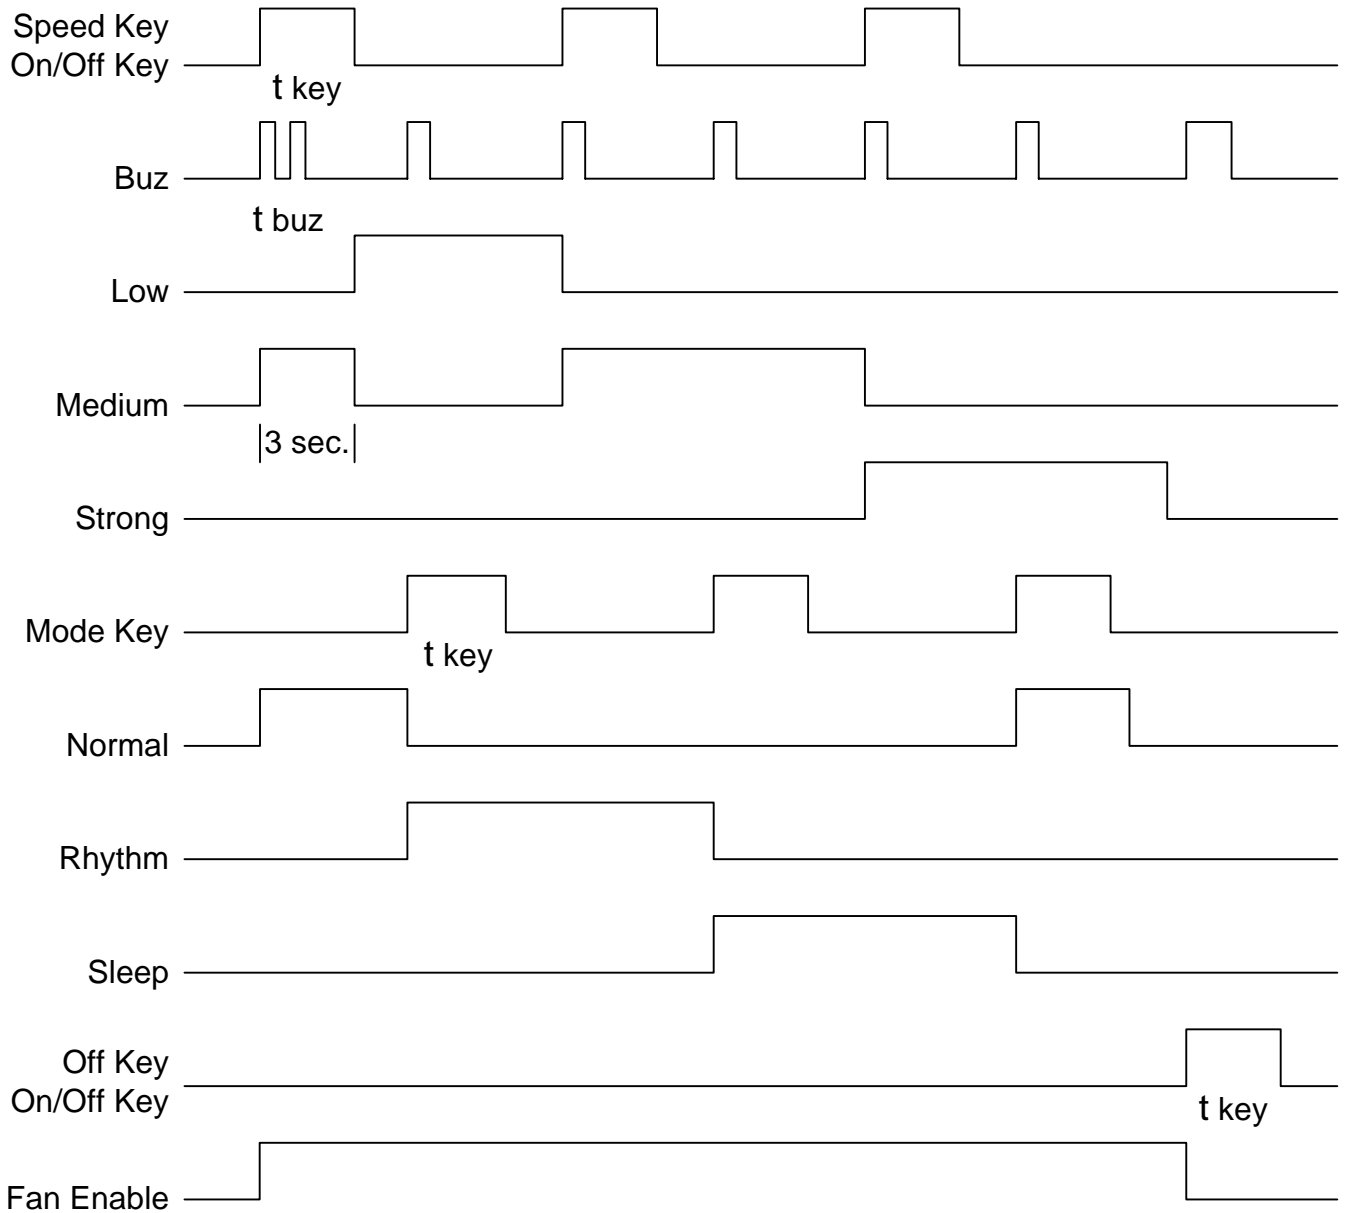 Speed Key
On/Off Key
t key
Buz
t buz
Low
Medium
3 sec.
Strong
Mode Key
t key
Normal
Rhythm
Sleep
Off Key
On/Off Key
t key
Fan Enable